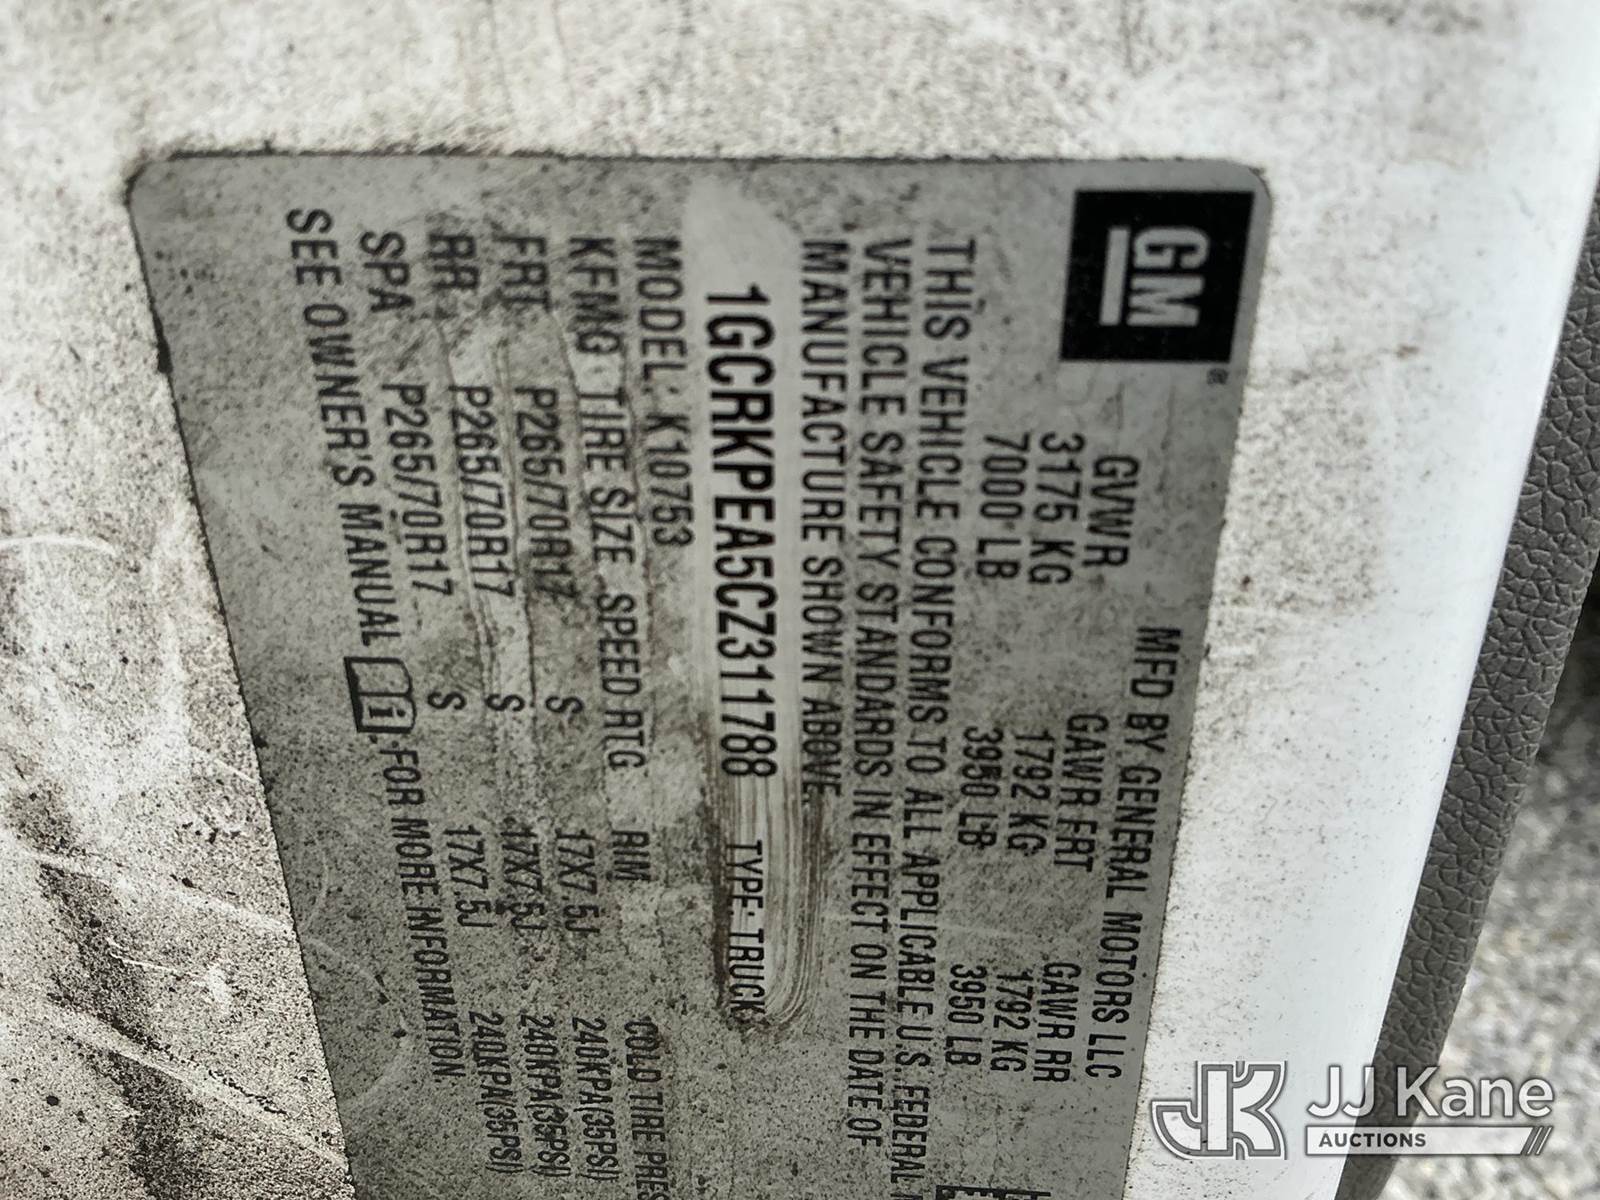 GM
®
MFD BY GENERAL MOTORS LLC
GVWR GAWR FRT GAWR RR
3175 KG 1792 KG 1792 KG
7000 LB 3950 LB 3950 LB
THIS VEHICLE CONFORMS TO ALL APPLICABLE U.S. FEDERAL
VEHICLE SAFETY STANDARDS IN EFFECT ON THE DATE OF
MANUFACTURE SHOWN ABOVE.
1GCRKPEA5CZ311788 TYPE: TRUCK
MODEL: K10753
KFMG TIRE SIZE SPEED RTG RIM COLD TIRE
FRT P265/70R17 S 17X7.5J 240KPA(35PSI)
RR P265/70R17 S 17X7.5J 240KPA(35PSI)
SPA P265/70R17 S 17X7.5J 240KPA(35PSI)
SEE OWNER'S MANUAL i FOR MORE INFORMATION.
JK JJ Kane
AUCTIONS